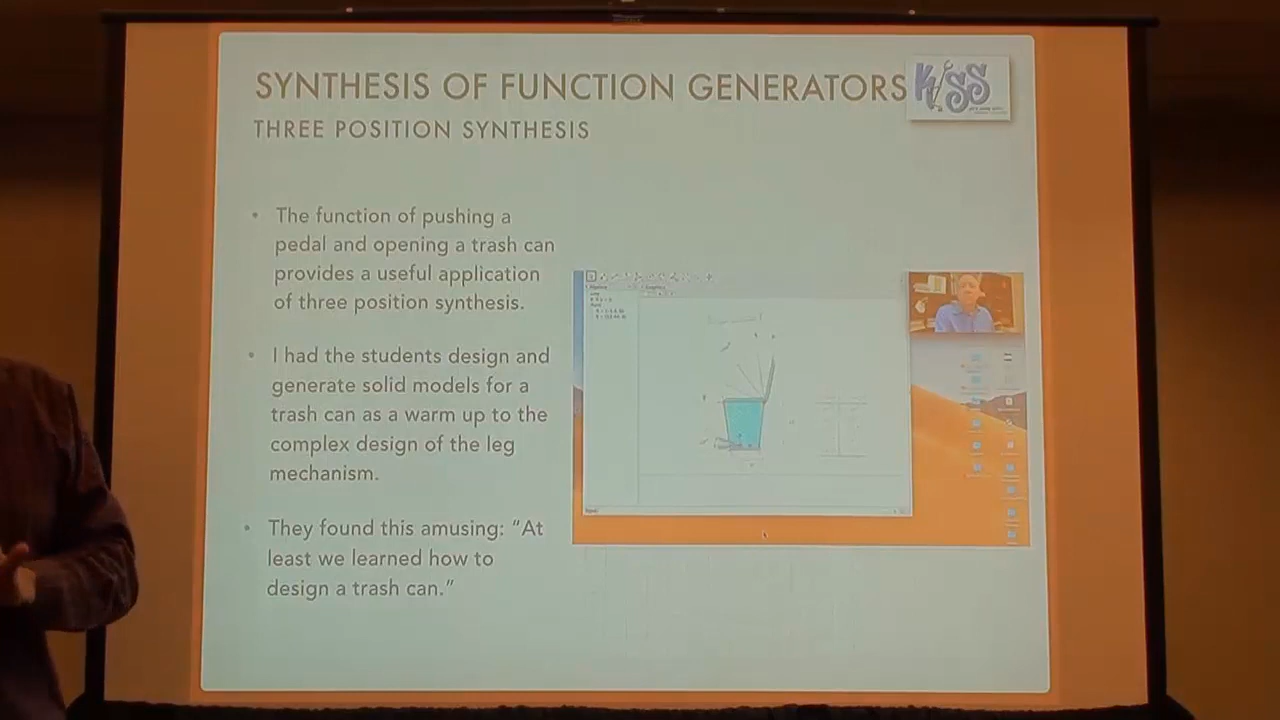 SYNTHESIS OF FUNCTION GENERATORS
KISS
THREE POSITION SYNTHESIS
• The function of pushing a
pedal and opening a trash can
provides a useful application
of three position synthesis.
• I had the students design and
generate solid models for a
trash can as a warm up to the
complex design of the leg
mechanism.
• They found this amusing: “At
least we learned how to
design a trash can.”